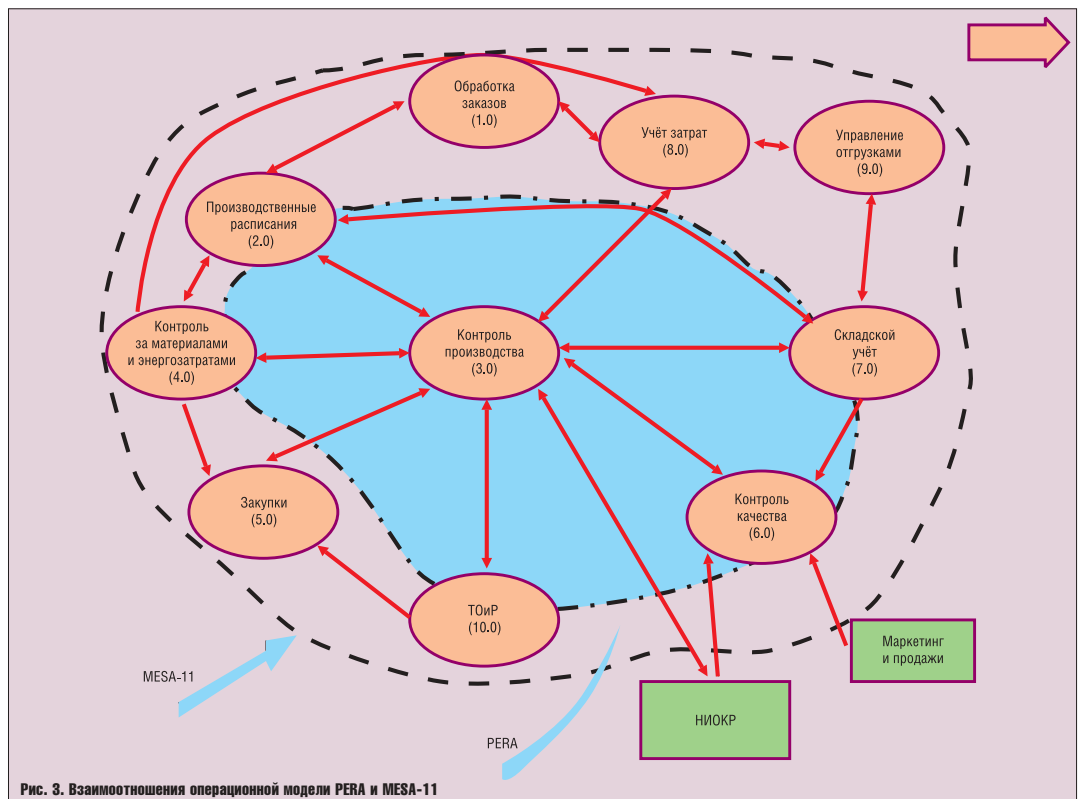 Обработка
заказов
(1.0)
Учёт затрат
(8.0)
Управление
отгрузками
(9.0)
Производственные
расписания
(2.0)
Контроль
за материалами
и энергозатратами
(4.0)
Контроль
производства
(3.0)
Складской
учёт
(7.0)
Закупки
(5.0)
Контроль
качества
(6.0)
ТОиР
(10.0)
Маркетинг
и продажи
MESA-11
НИОКР
PERA
Рис. 3. Взаимоотношения операционной модели PERA и MESA-11